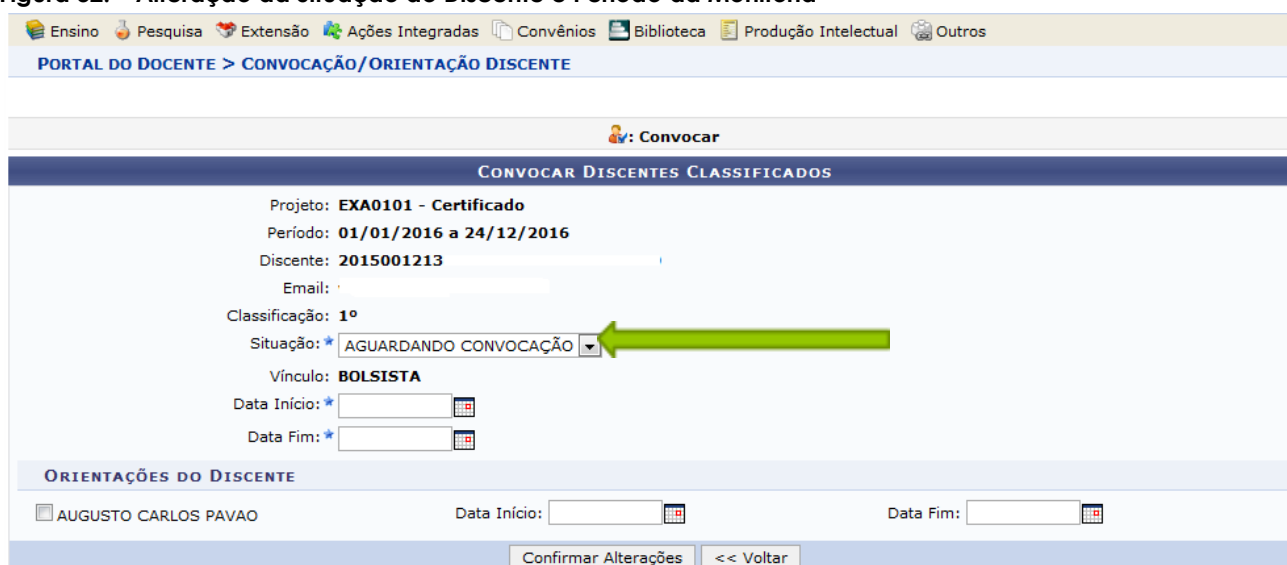 Ensino Pesquisa Extensão Ações Integradas Convênios Biblioteca Produção Intelectual Outros
PORTAL DO DOCENTE > CONVOCAÇÃO/ORIENTAÇÃO DISCENTE
: Convocar
CONVOCAR DISCENTES CLASSIFICADOS
Projeto: EXA0101 - Certificado
Período: 01/01/2016 a 24/12/2016
Discente: 2015001213
Email:
Classificação: 1º
Situação: AGUARDANDO CONVOCAÇÃO
Vínculo: BOLSISTA
Data Início:
Data Fim:
ORIENTAÇÕES DO DISCENTE
AUGUSTO CARLOS PAVAO Data Início: Data Fim:
Confirmar Alterações << Voltar